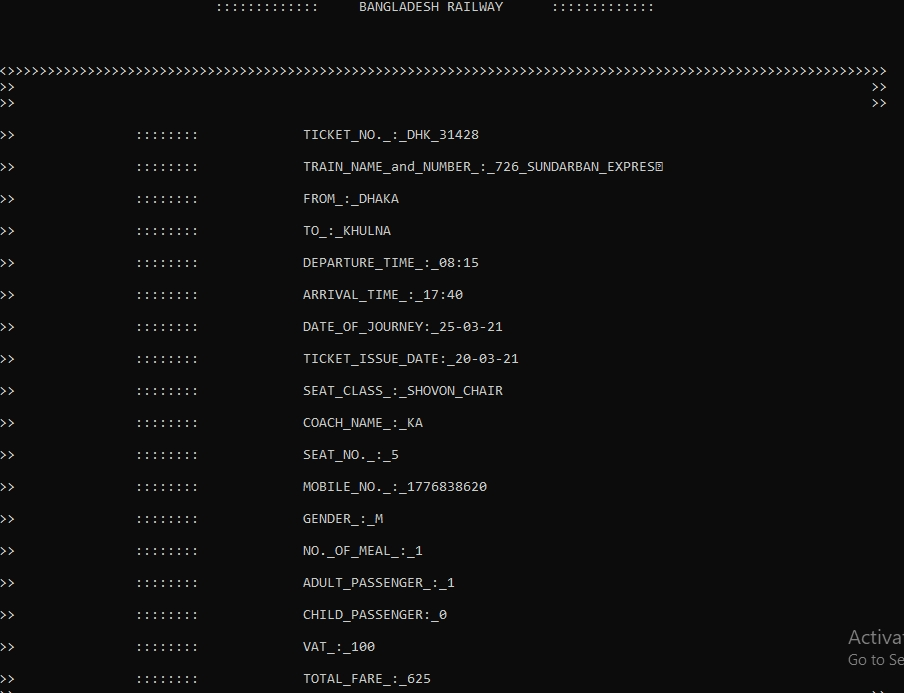 :::::::::::::     BANGLADESH RAILWAY      :::::::::::::
<>>>>>>>>>>>>>>>>>>>>>>>>>>>>>>>>>>>>>>>>>>>>>>>>>>>>>>>>>>>>>>>>>>>>>>>>>>>>>>>>>>>>>>>>>>>>>>>>>>>>>>>>>>>>>>
>> >>
>> >>
>> :::::::: TICKET_NO._:_DHK_31428
>> :::::::: TRAIN_NAME_and_NUMBER_:_726_SUNDARBAN_EXPRES
>> :::::::: FROM_:_DHAKA
>> :::::::: TO_:_KHULNA
>> :::::::: DEPARTURE_TIME_:_08:15
>> :::::::: ARRIVAL_TIME_:_17:40
>> :::::::: DATE_OF_JOURNEY:_25-03-21
>> :::::::: TICKET_ISSUE_DATE:_20-03-21
>> :::::::: SEAT_CLASS_:_SHOVON_CHAIR
>> :::::::: COACH_NAME_:_KA
>> :::::::: SEAT_NO._:_5
>> :::::::: MOBILE_NO._:_1776838620
>> :::::::: GENDER_:_M
>> :::::::: NO._OF_MEAL_:_1
>> :::::::: ADULT_PASSENGER_:_1
>> :::::::: CHILD_PASSENGER:_0
>> :::::::: VAT_:_100
>> :::::::: TOTAL_FARE_:_625
Activa
Go to Se